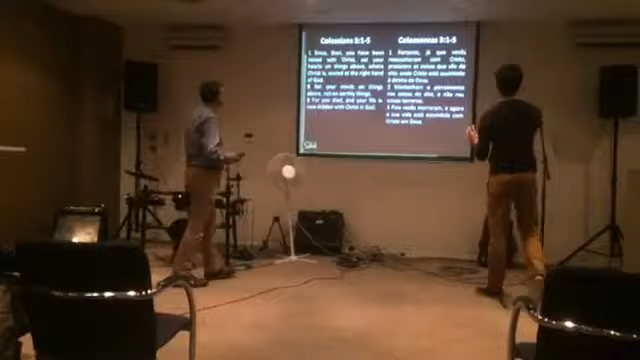 Colossians 3:1-5
1 Since, then, you have been
raised with Christ, set your
hearts on things above, where
Christ is, seated at the right hand
of God.
2 Set your minds on things
above, not on earthly things.
3 For you died, and your life is
now hidden with Christ in God.
Colossenses 3:1-5
1 Portanto, já que vocês
ressuscitaram com Cristo,
procurem as coisas que são do
alto, onde Cristo está assentado
à direita de Deus.
2 Mantenham o pensamento
nas coisas do alto, e não nas
coisas terrenas.
3 Pois vocês morreram, e agora
a sua vida está escondida com
Cristo em Deus.